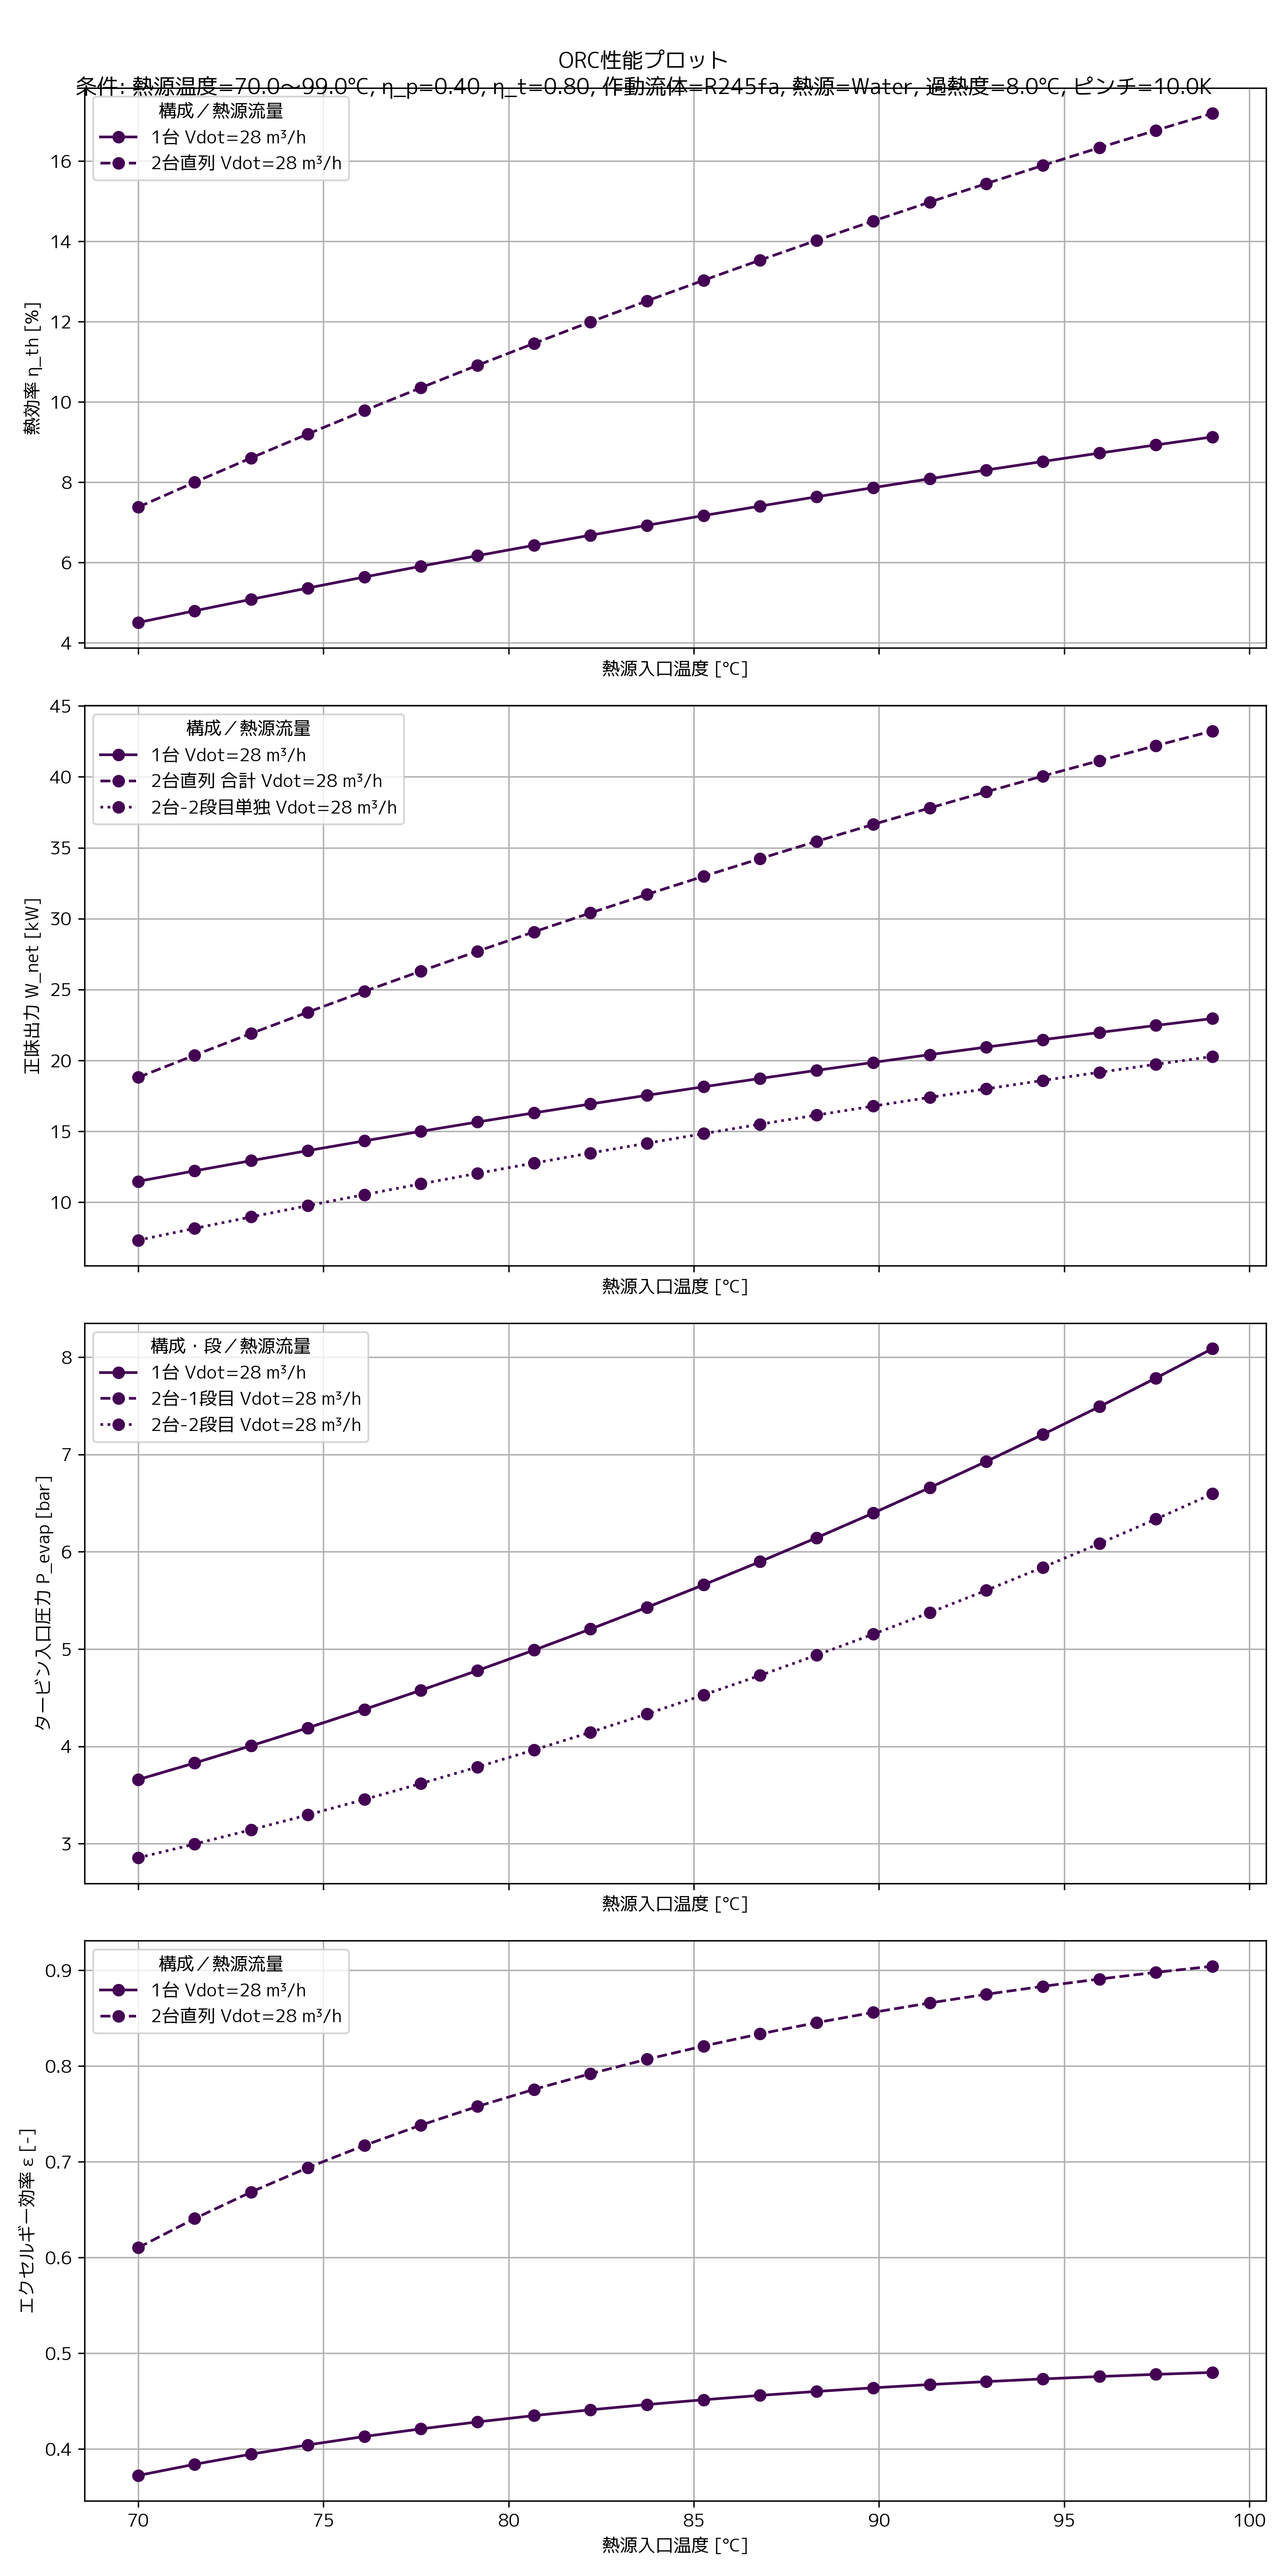 ORC性能プロット
条件: 熱源温度=70.0～99.0℃, η_p=0.40, η_t=0.80, 作動流体=R245fa, 熱源=Water, 過熱度=8.0℃, ピンチ=10.0K
構成／熱源流量
1台 Vdot=28 m³/h
2台直列 Vdot=28 m³/h
熱効率 η_th [%]
16
14
12
10
8
6
4
熱源入口温度 [℃]
構成／熱源流量
1台 Vdot=28 m³/h
2台直列 合計 Vdot=28 m³/h
2台-2段目単独 Vdot=28 m³/h
正味出力 W_net [kW]
45
40
35
30
25
20
15
10
熱源入口温度 [℃]
構成・段／熱源流量
1台 Vdot=28 m³/h
2台-1段目 Vdot=28 m³/h
2台-2段目 Vdot=28 m³/h
タービン入口圧力 P_evap [bar]
8
7
6
5
4
3
熱源入口温度 [℃]
構成／熱源流量
1台 Vdot=28 m³/h
2台直列 Vdot=28 m³/h
エクセルギー効率 ε [-]
0.9
0.8
0.7
0.6
0.5
0.4
70 75 80 85 90 95 100
熱源入口温度 [℃]